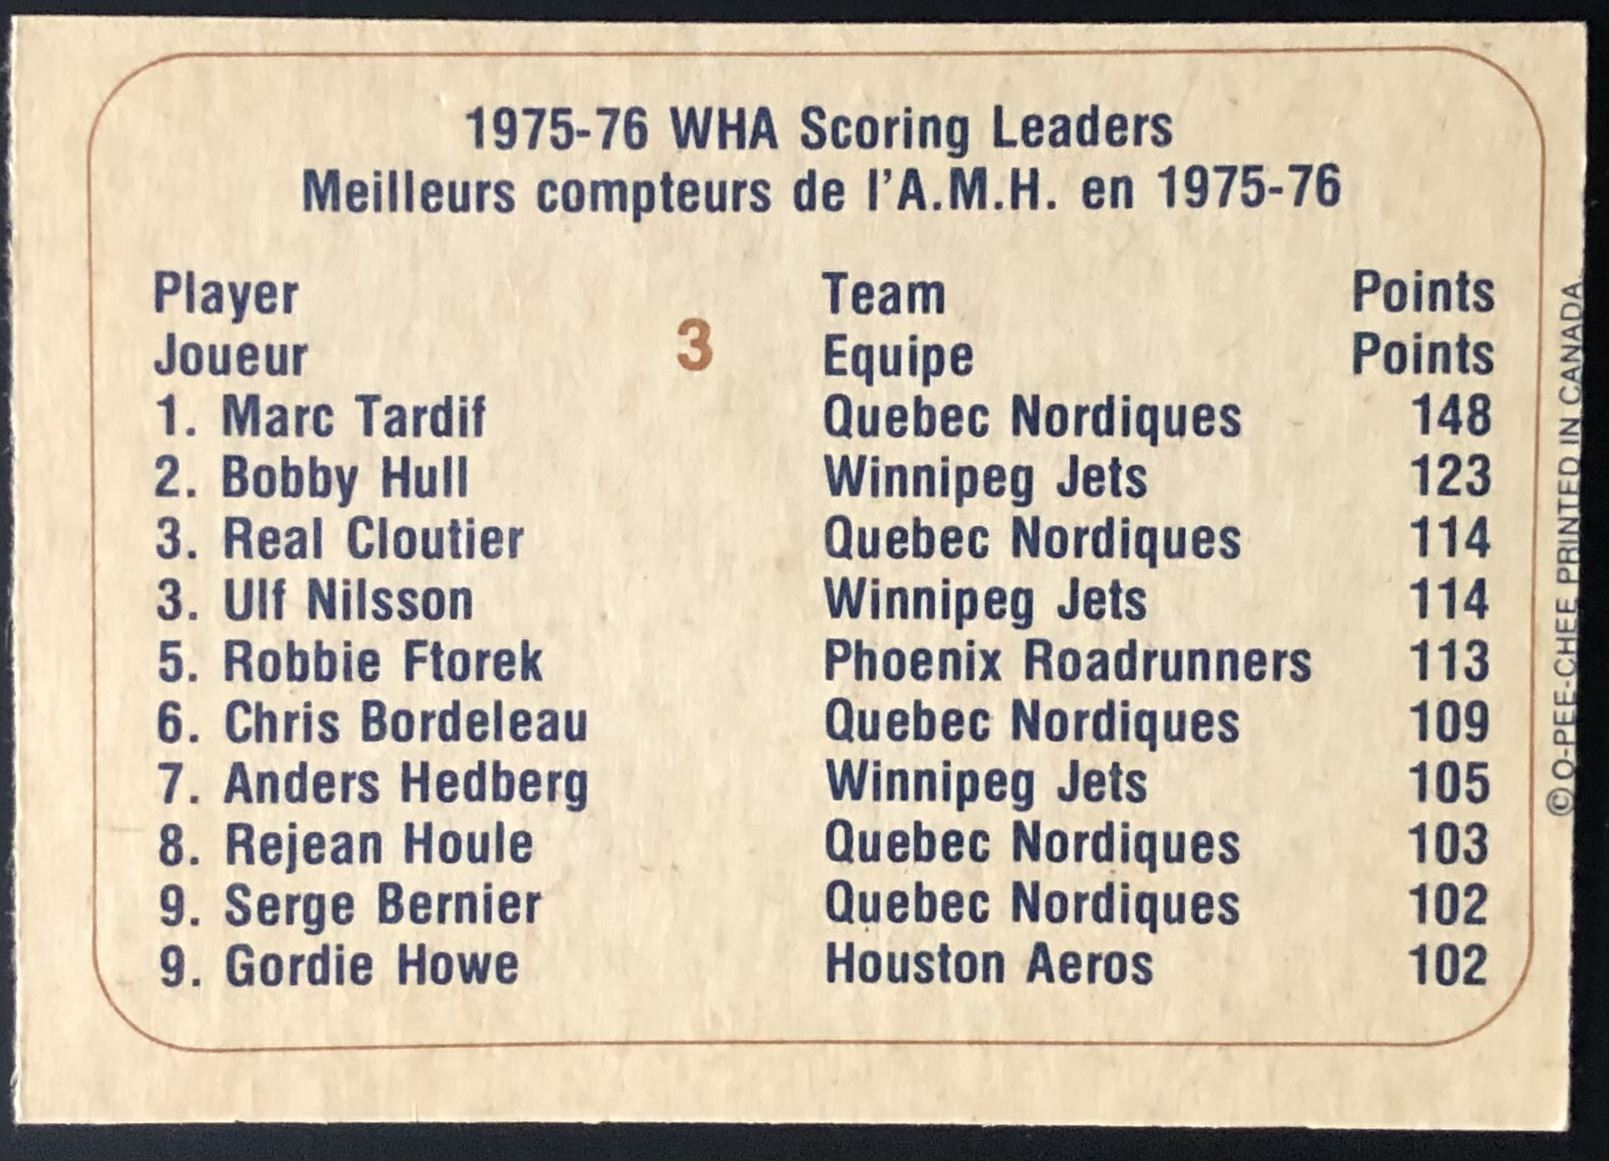 1975-76 WHA Scoring Leaders
Meilleurs compteurs de l'A.M.H. en 1975-76
Player Team Points
3
Joueur Equipe Points
1. Marc Tardif Quebec Nordiques 148
2. Bobby Hull Winnipeg Jets 123
3. Real Cloutier Quebec Nordiques 114
3. Ulf Nilsson Winnipeg Jets 114
5. Robbie Ftorek Phoenix Roadrunners 113
6. Chris Bordeleau Quebec Nordiques 109
7. Anders Hedberg Winnipeg Jets 105
8. Rejean Houle Quebec Nordiques 103
9. Serge Bernier Quebec Nordiques 102
9. Gordie Howe Houston Aeros 102
© O-PEE-CHEE PRINTED IN CANADA.